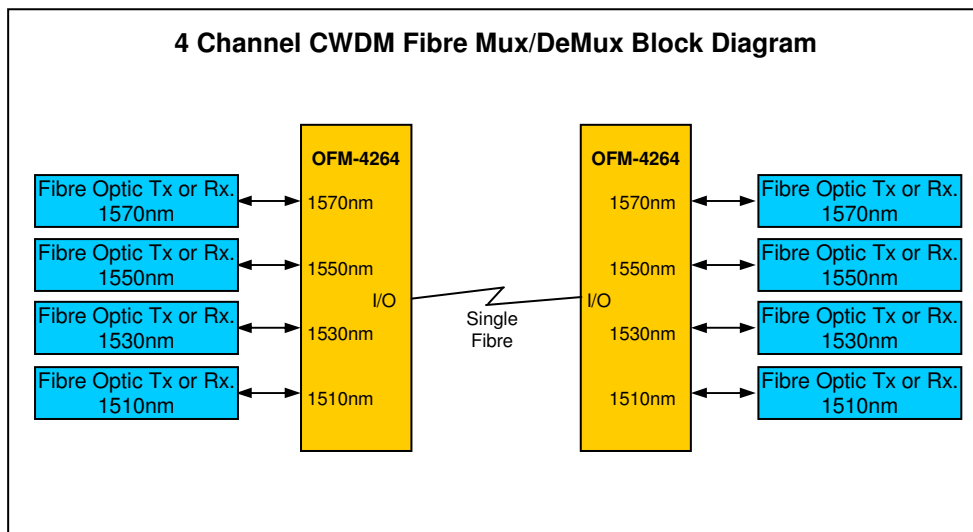 4 Channel CWDM Fibre Mux/DeMux Block Diagram
OFM-4264
OFM-4264
Fibre Optic Tx or Rx.
1570nm
1570nm
1570nm
Fibre Optic Tx or Rx.
1570nm
Fibre Optic Tx or Rx.
1550nm
1550nm
1550nm
Fibre Optic Tx or Rx.
1550nm
I/O
I/O
Single
Fibre
Fibre Optic Tx or Rx.
1530nm
1530nm
1530nm
Fibre Optic Tx or Rx.
1530nm
Fibre Optic Tx or Rx.
1510nm
1510nm
1510nm
Fibre Optic Tx or Rx.
1510nm